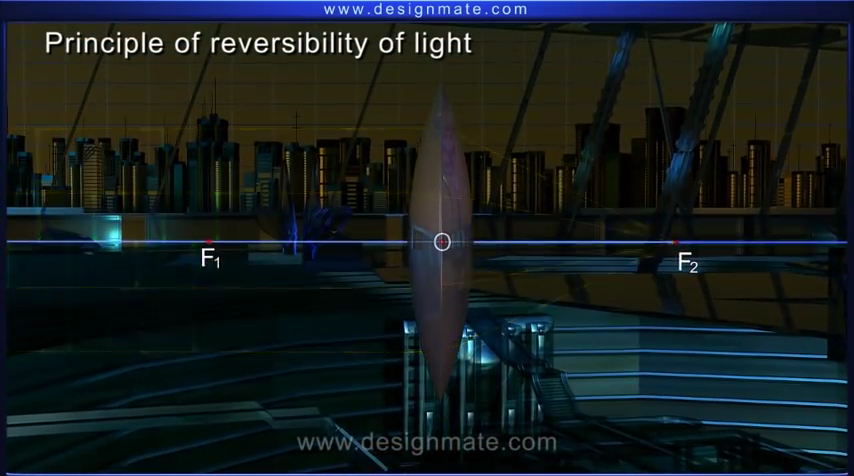 www.designmate.com
Principle of reversibility of light
O
F₁
F₂
www.designmate.com